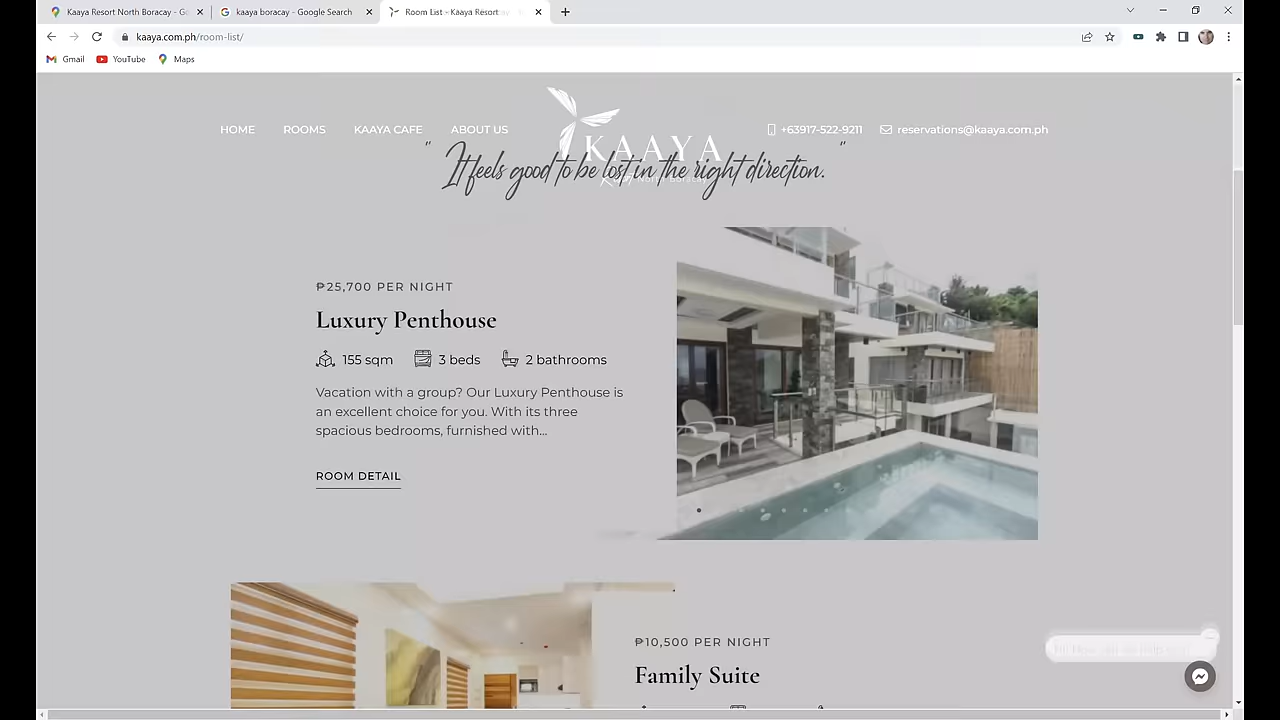 Kaaya Resort North Boracay - Go
kaaya boracay - Google Search
Room List - Kaaya Resort
kaaya.com.ph/room-list/
Gmail
YouTube
Maps
HOME
ROOMS
KAAYA CAFE
ABOUT US
KAAYA
+63917-522-9211
reservations@kaaya.com.ph
" It feels good to be lost in the right direction. "
₱25,700 PER NIGHT
Luxury Penthouse
155 sqm
3 beds
2 bathrooms
Vacation with a group? Our Luxury Penthouse is
an excellent choice for you. With its three
spacious bedrooms, furnished with...
ROOM DETAIL
₱10,500 PER NIGHT
Family Suite